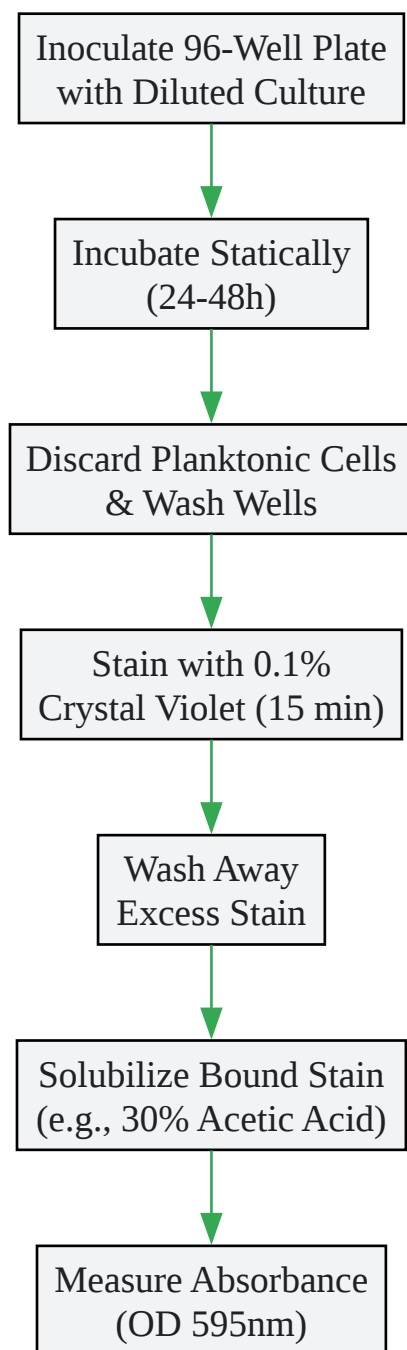 Inoculate 96-Well Plate
with Diluted Culture
Incubate Statically
(24-48h)
Discard Planktonic Cells
& Wash Wells
Stain with 0.1%
Crystal Violet (15 min)
Wash Away
Excess Stain
Solubilize Bound Stain
(e.g., 30% Acetic Acid)
Measure Absorbance
(OD 595nm)